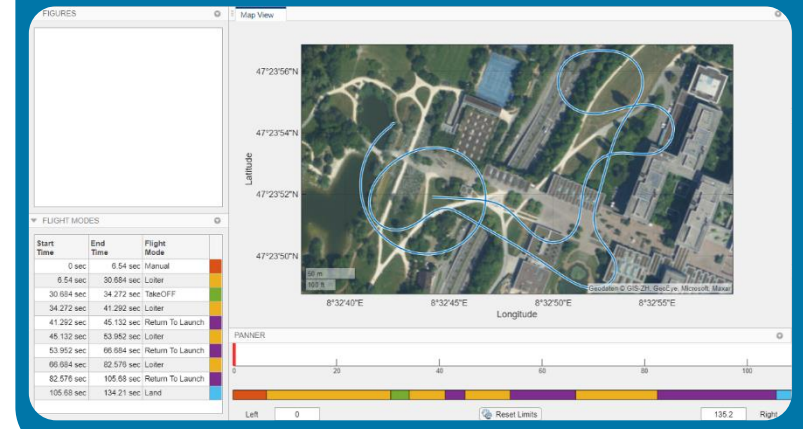 FIGURES
Map View
47°23'56"N
47°23'54"N
47°23'52"N
47°23'50"N
Latitude
50 m
100 ft
Geodaten © GIS-ZH, GeoEye, Microsoft, Maxar
8°32'40"E 8°32'45"E 8°32'50"E 8°32'55"E
Longitude
FLIGHT MODES
Start Time End Time Flight Mode
0 sec 6.54 sec Manual
6.54 sec 30.684 sec Loiter
30.684 sec 34.272 sec TakeOFF
34.272 sec 41.292 sec Loiter
41.292 sec 45.132 sec Return To Launch
45.132 sec 53.952 sec Loiter
53.952 sec 66.684 sec Return To Launch
66.684 sec 82.576 sec Loiter
82.576 sec 105.68 sec Return To Launch
105.68 sec 134.21 sec Land
PANNER
0 20 40 60 80 100
Left 0 Reset Limits 135.2 Right